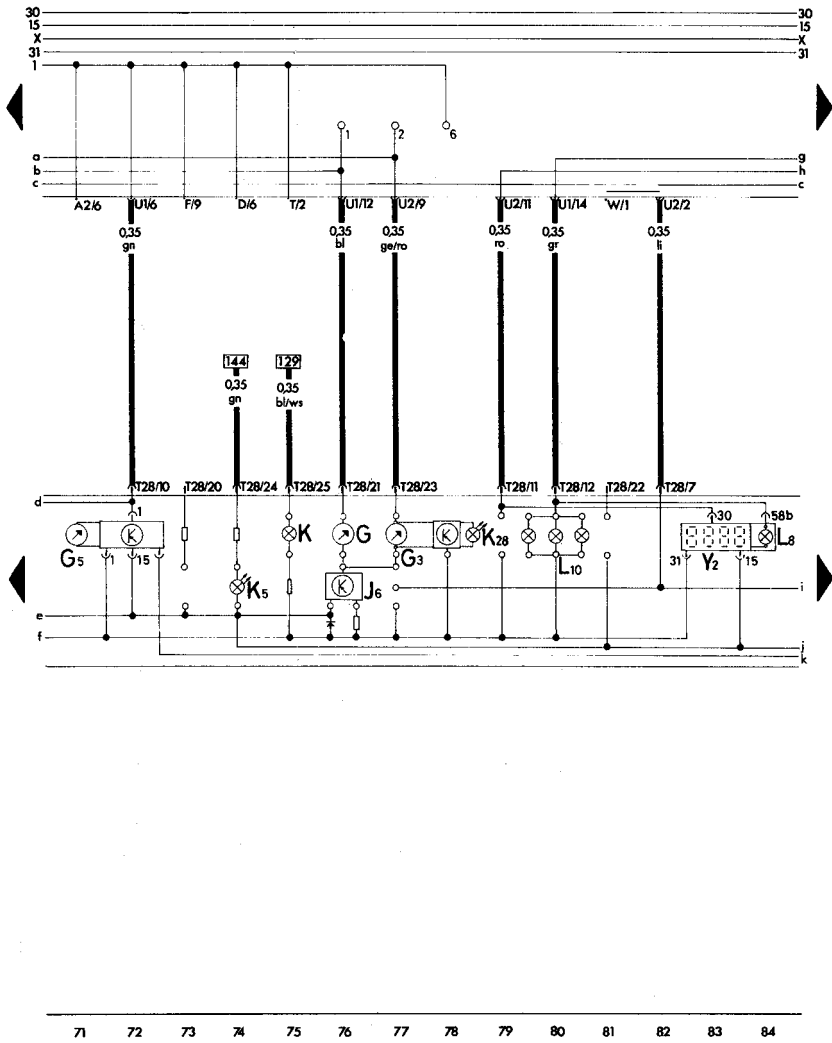 30 30
15 15
X X
31 31
1
1 2 6
a g
b h
c c
A2/6 U1/6 F/9 D/6 T/2 U1/12 U2/9 U2/11 U1/14 W/1 U2/2
0,35 0,35 0,35 0,35 0,35 0,35
gn bl ge/ro ro gr li
144 129
0,35 0,35
gn bl/ws
T28/10 T28/20 T28/24 T28/25 T28/21 T28/23 T28/11 T28/12 T28/22 T28/7
d
1 30 58b
K K G K K28 L8
G5 G3 L10 Y2
1 15 31 15
K5 K J6 i
e
f
j
k
71 72 73 74 75 76 77 78 79 80 81 82 83 84